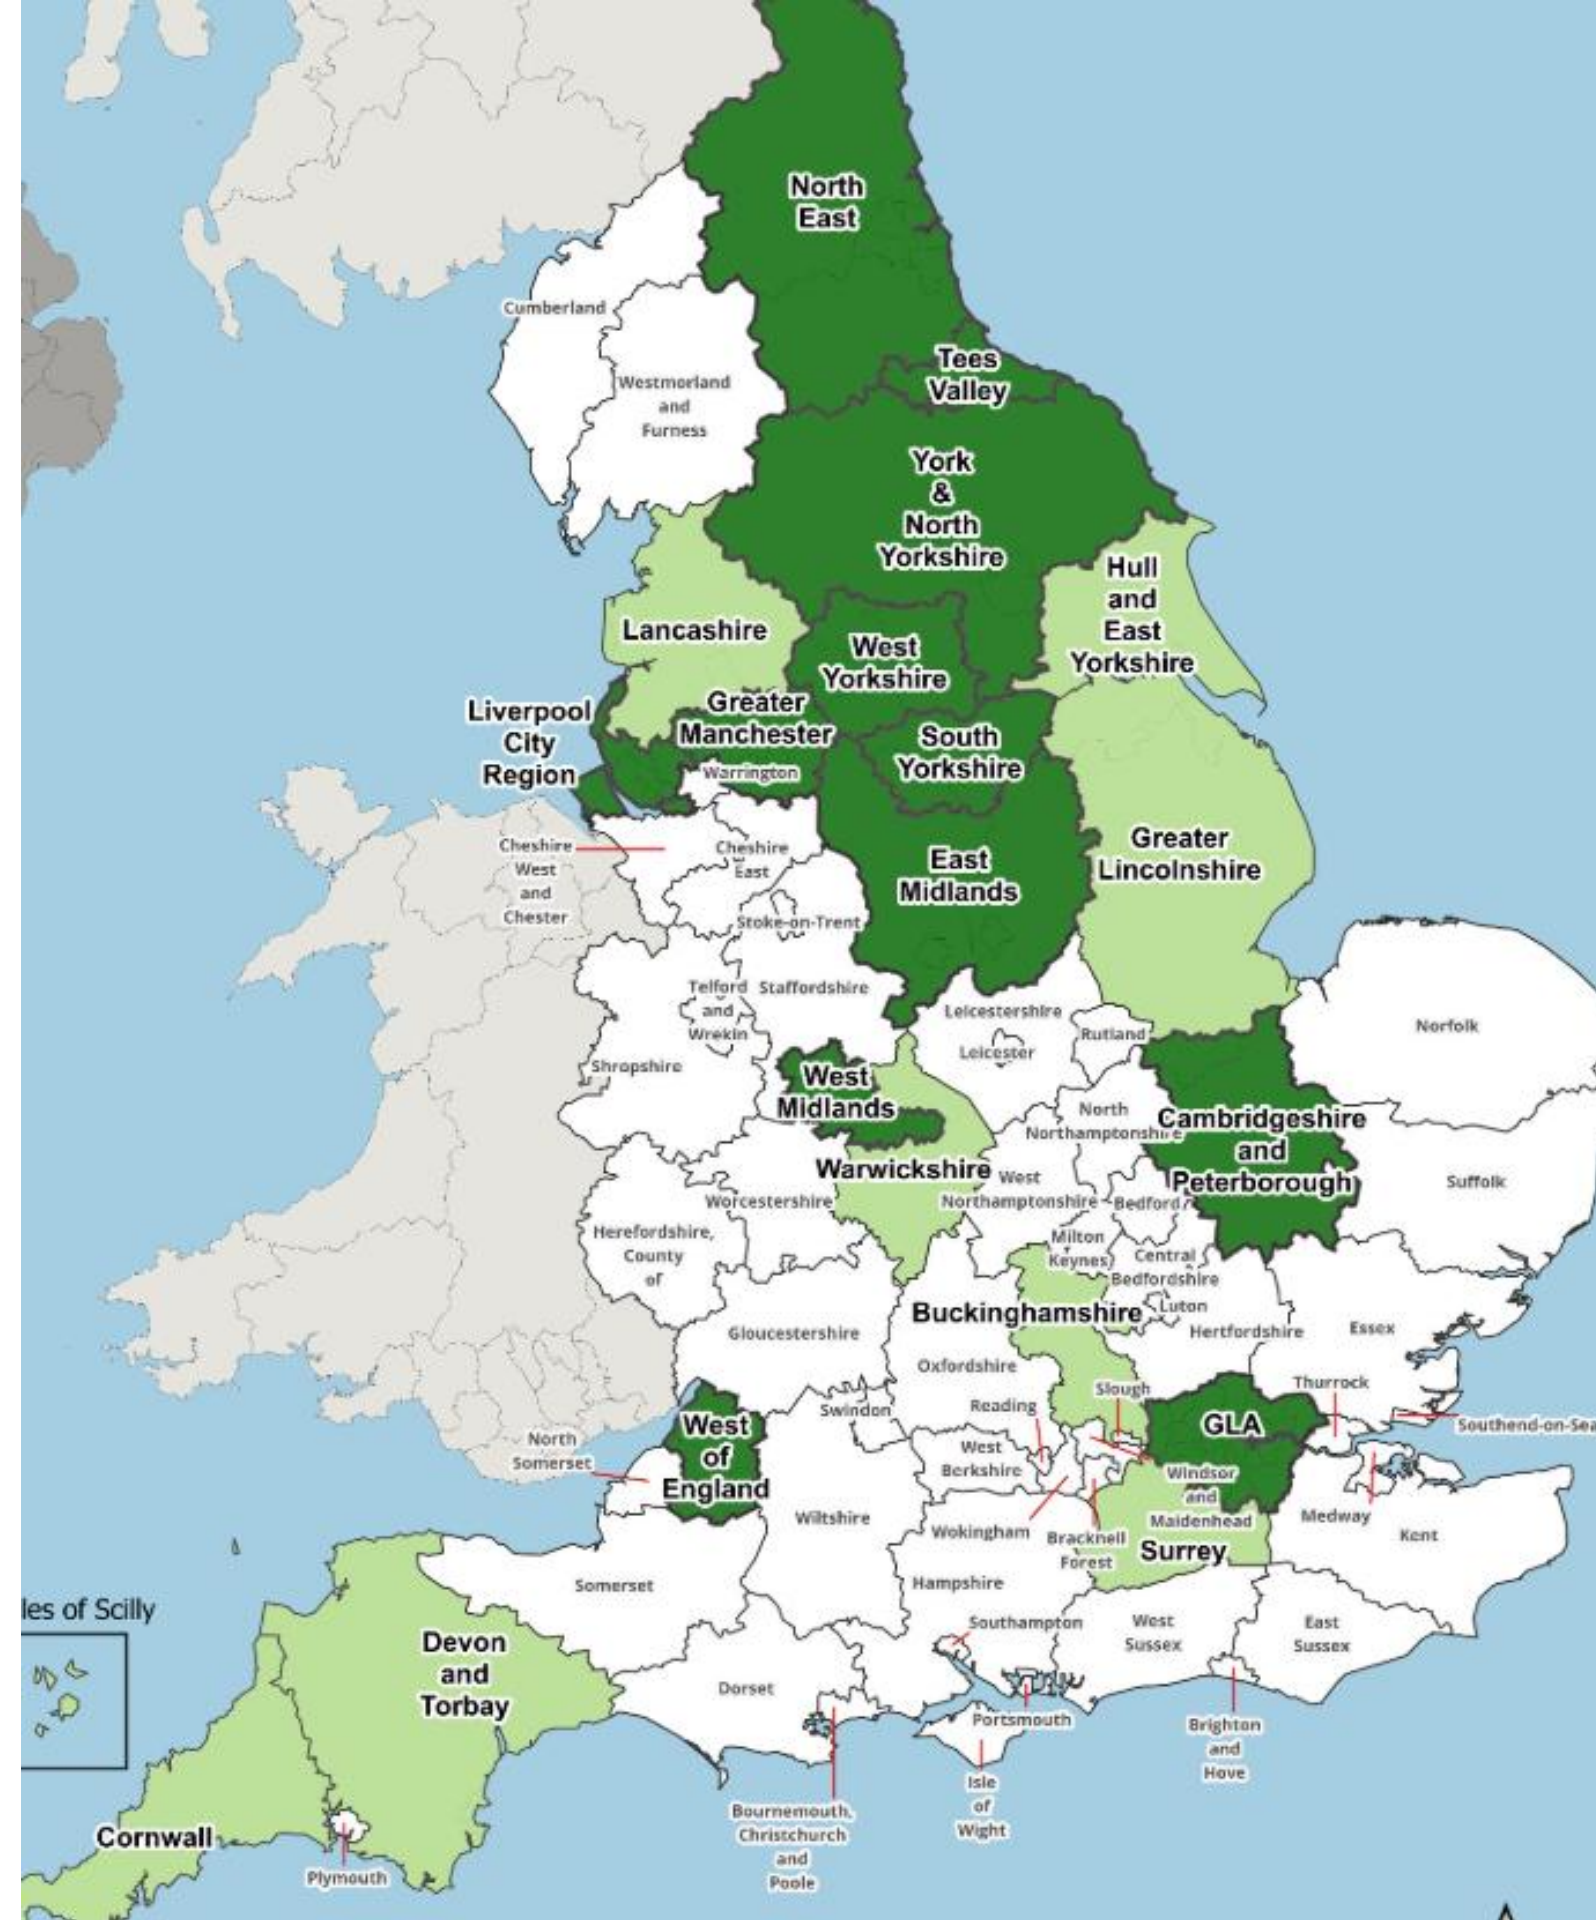 North
East
Cumberland
Westmorland
and
Furness
Tees
Valley
York
&
North
Yorkshire
Hull
and
East
Yorkshire
Lancashire
West
Yorkshire
Liverpool
City
Region
Greater
Manchester
South
Yorkshire
Warrington
Cheshire
West
and
Chester
Cheshire
East
East
Midlands
Greater
Lincolnshire
Stoke-on-Trent
Telford
and
Wrekin
Staffordshire
Leicestershire
Leicester
Rutland
Norfolk
Shropshire
West
Midlands
North
Northamptonshire
Cambridgeshire
and
Peterborough
Warwickshire
West
Northamptonshire
Bedford
Suffolk
Worcestershire
Herefordshire,
County
of
Milton
Keynes
Central
Bedfordshire
Luton
Buckinghamshire
Gloucestershire
Hertfordshire
Essex
Oxfordshire
Slough
Thurrock
Swindon
Reading
GLA
Southend-on-Sea
West
of
England
North
Somerset
West
Berkshire
Windsor
and
Maidenhead
Wiltshire
Wokingham
Bracknell
Forest
Medway
Kent
Surrey
Somerset
Hampshire
les of Scilly
Southampton
West
Sussex
East
Sussex
Devon
and
Torbay
Dorset
Portsmouth
Brighton
and
Hove
Isle
of
Wight
Bournemouth,
Christchurch
and
Poole
Cornwall
Plymouth